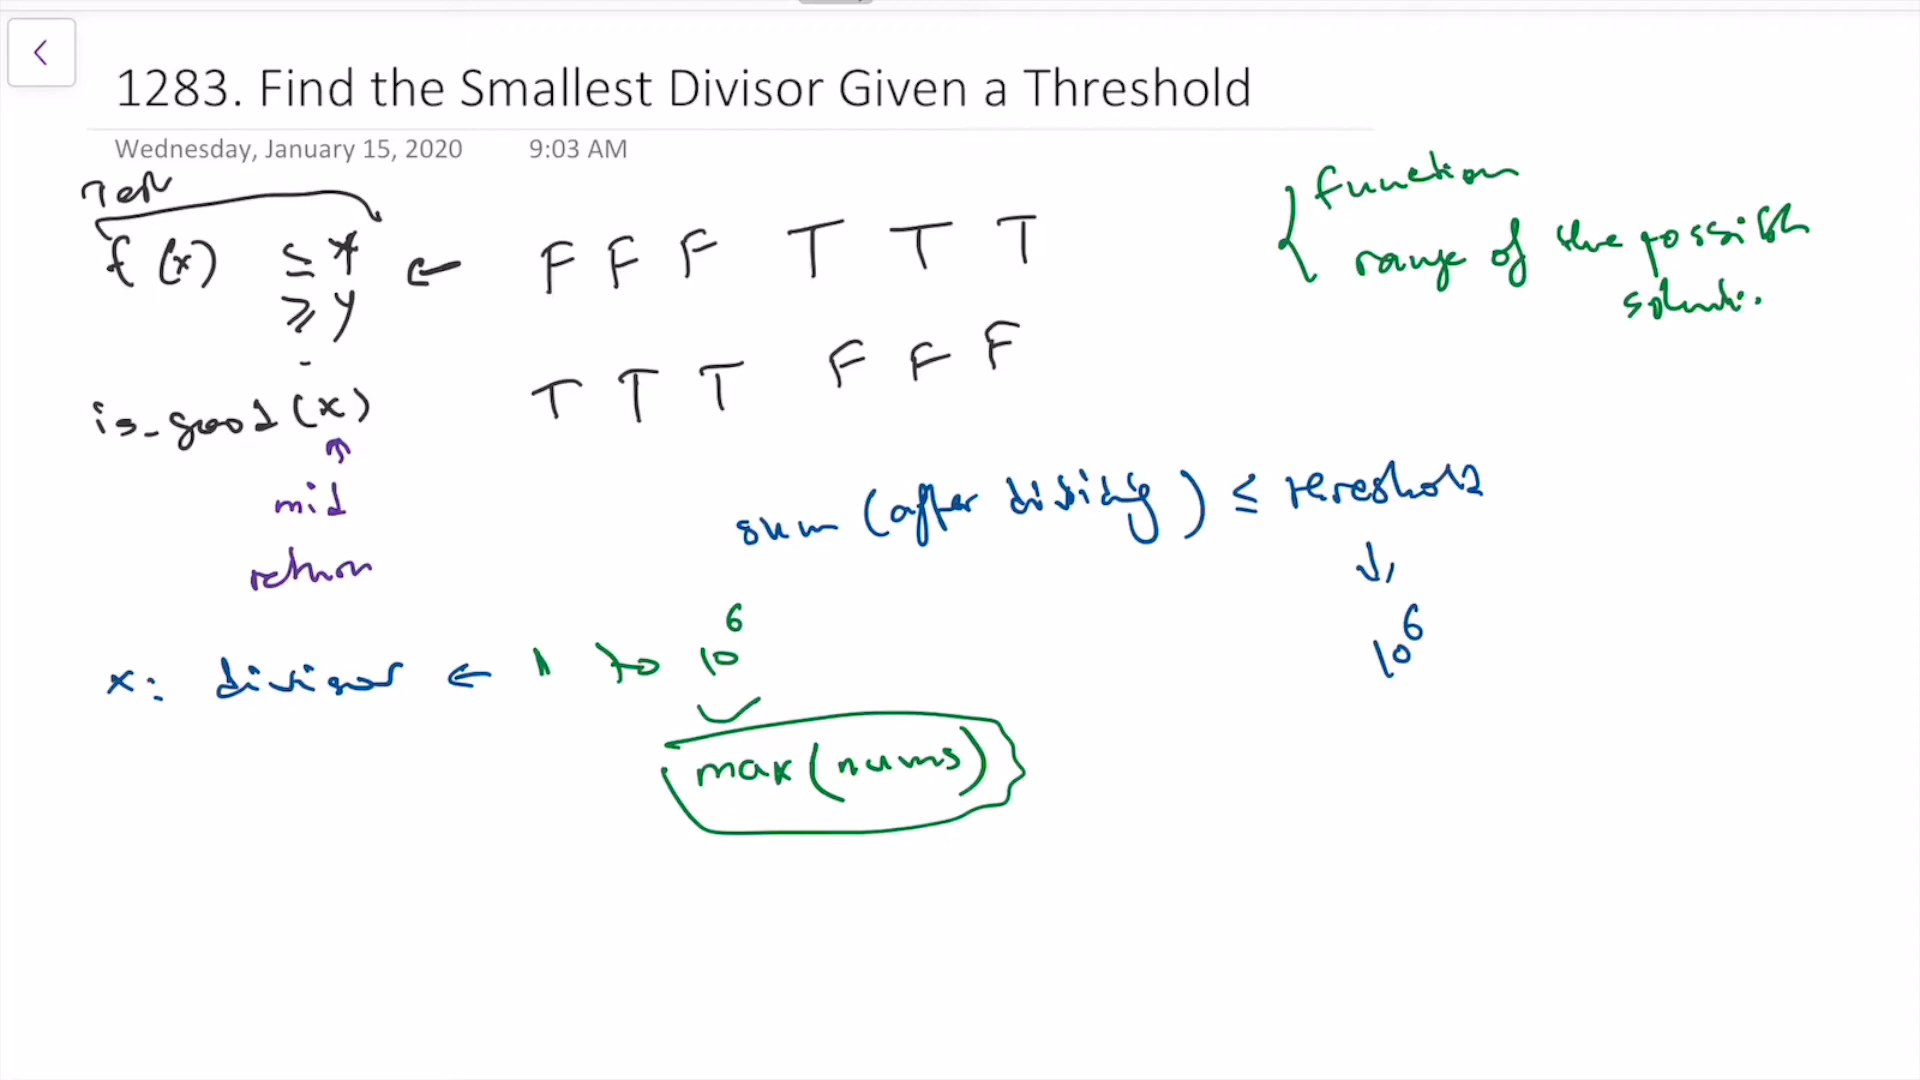 1283. Find the Smallest Divisor Given a Threshold
Wednesday, January 15, 2020 9:03 AM
f(x) ≤ y ← F F F T T T
≥ y
T T T F F F
{ function
range of the possible
soluti.
is_good(x)
↑
mid
return
sum (after dividing) ≤ threshold
↓
10^6
x: divisor ← 1 to 10^6
max(nums)